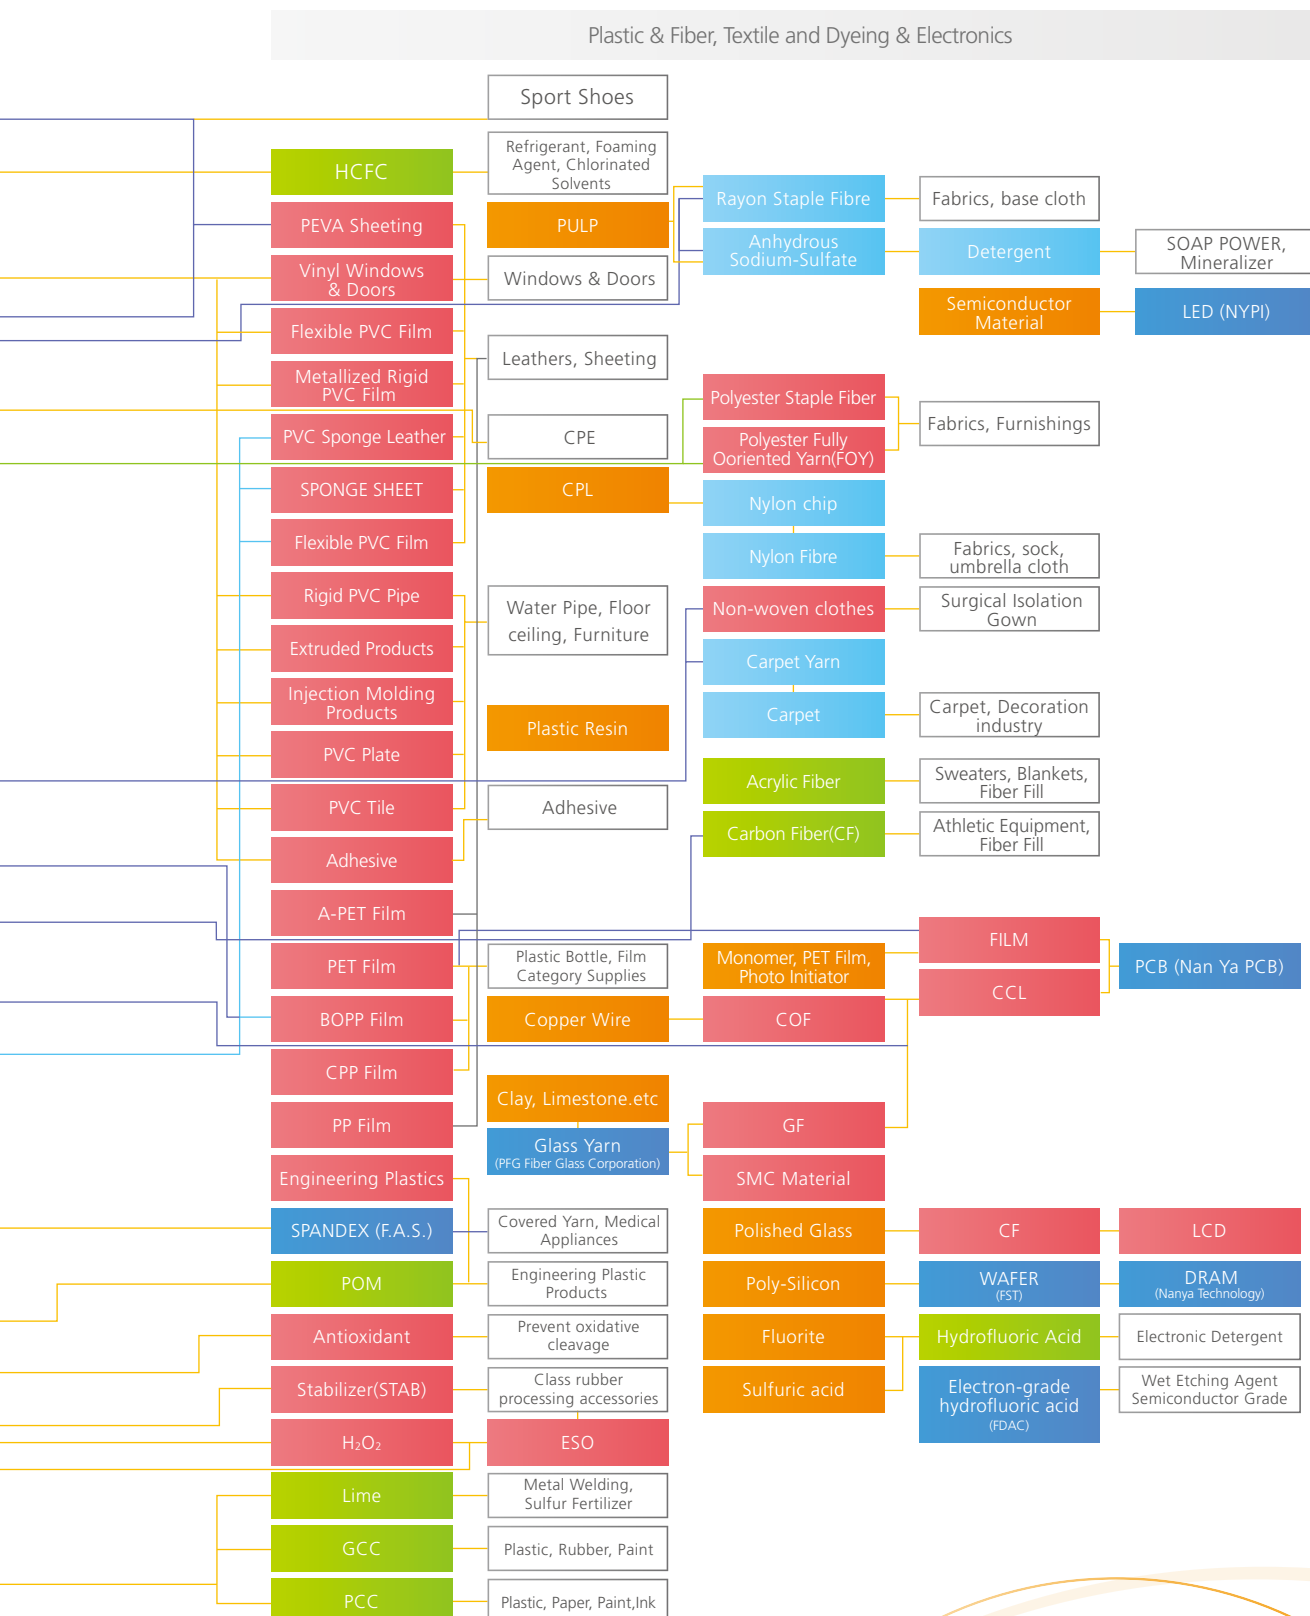 Plastic & Fiber, Textile and Dyeing & Electronics
Sport Shoes
HCFC
Refrigerant, Foaming
Agent, Chlorinated
Solvents
PEVA Sheeting
PULP
Rayon Staple Fibre
Fabrics, base cloth
Vinyl Windows
& Doors
Windows & Doors
Anhydrous
Sodium-Sulfate
Detergent
SOAP POWER,
Mineralizer
Semiconductor
Material
LED (NYPI)
Flexible PVC Film
Leathers, Sheeting
Metallized Rigid
PVC Film
Polyester Staple Fiber
Fabrics, Furnishings
PVC Sponge Leather
CPE
Polyester Fully
Ooriented Yarn(FOY)
SPONGE SHEET
CPL
Nylon chip
Flexible PVC Film
Nylon Fibre
Fabrics, sock,
umbrella cloth
Rigid PVC Pipe
Water Pipe, Floor
ceiling, Furniture
Non-woven clothes
Surgical Isolation
Gown
Extruded Products
Carpet Yarn
Injection Molding
Products
Plastic Resin
Carpet
Carpet, Decoration
industry
PVC Plate
Acrylic Fiber
Sweaters, Blankets,
Fiber Fill
PVC Tile
Adhesive
Carbon Fiber(CF)
Athletic Equipment,
Fiber Fill
Adhesive
A-PET Film
FILM
PET Film
Plastic Bottle, Film
Category Supplies
Monomer, PET Film,
Photo Initiator
PCB (Nan Ya PCB)
CCL
BOPP Film
Copper Wire
COF
CPP Film
Clay, Limestone.etc
PP Film
Glass Yarn
(PFG Fiber Glass Corporation)
GF
Engineering Plastics
SMC Material
SPANDEX (F.A.S.)
Covered Yarn, Medical
Appliances
Polished Glass
CF
LCD
POM
Engineering Plastic
Products
Poly-Silicon
WAFER
(FST)
DRAM
(Nanya Technology)
Antioxidant
Prevent oxidative
cleavage
Fluorite
Hydrofluoric Acid
Electronic Detergent
Stabilizer(STAB)
Class rubber
processing accessories
Sulfuric acid
Electron-grade
hydrofluoric acid
(FDAC)
Wet Etching Agent
Semiconductor Grade
H₂O₂
ESO
Lime
Metal Welding,
Sulfur Fertilizer
GCC
Plastic, Rubber, Paint
PCC
Plastic, Paper, Paint,Ink